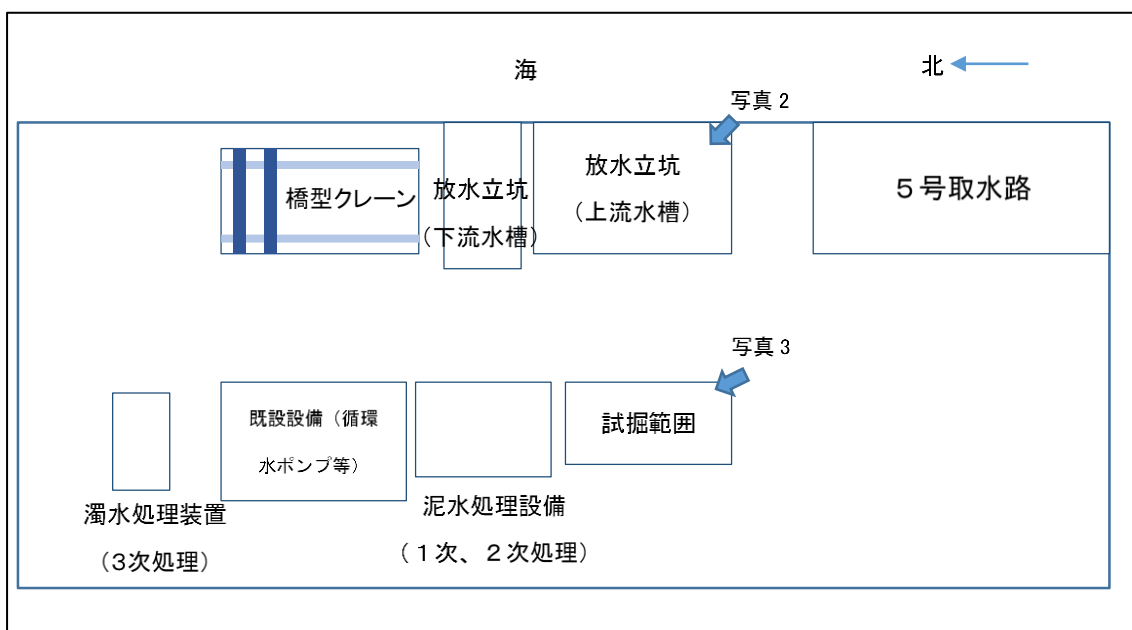 海
北
写真２
橋型クレーン
放水立坑
（下流水槽）
放水立坑
（上流水槽）
５号取水路
写真３
既設設備（循環
水ポンプ等）
試掘範囲
濁水処理装置
（3次処理）
泥水処理設備
（１次、２次処理）